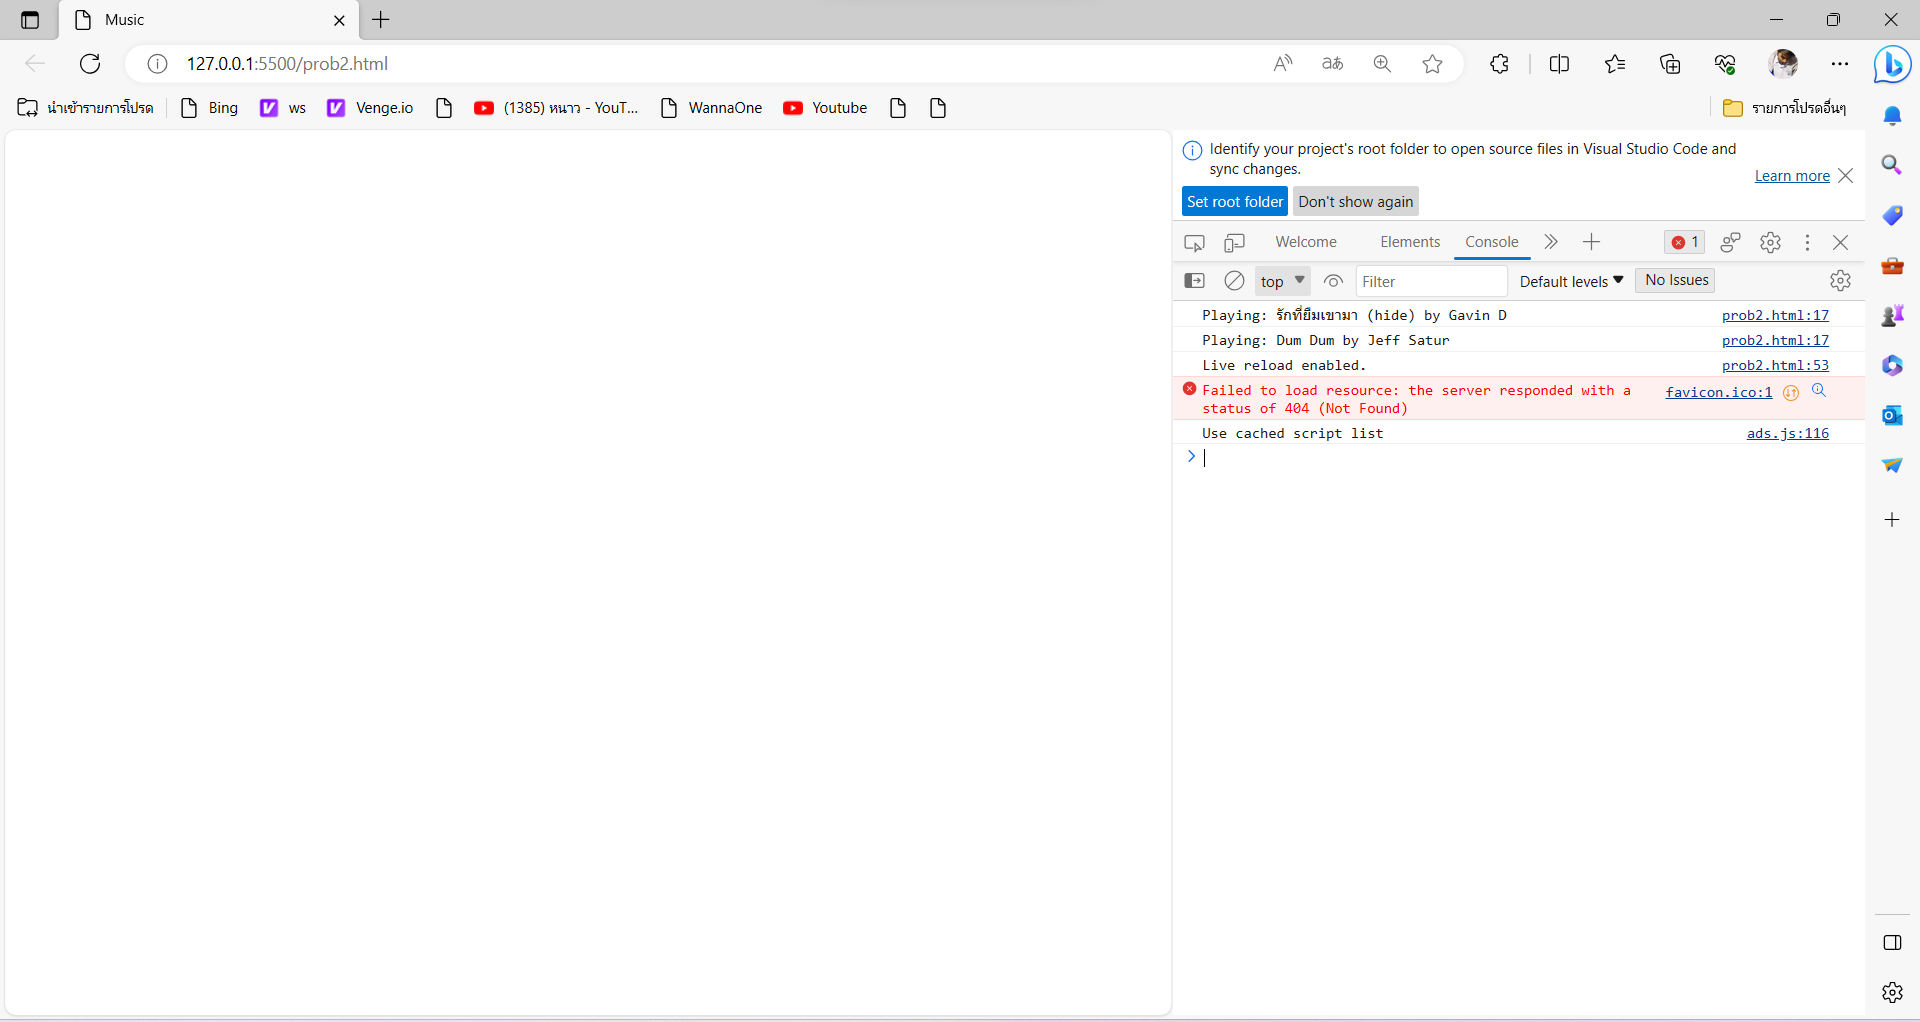 Music
127.0.0.1:5500/prob2.html
นำเข้ารายการโปรด
Bing
ws
Venge.io
(1385) หนาว - YouT...
WannaOne
Youtube
รายการโปรดอื่นๆ
Identify your project's root folder to open source files in Visual Studio Code and
sync changes.
Learn more
Set root folder
Don't show again
Welcome
Elements
Console
1
top
Filter
Default levels
No Issues
Playing: รักที่ยืมเขามา (hide) by Gavin D
prob2.html:17
Playing: Dum Dum by Jeff Satur
prob2.html:17
Live reload enabled.
prob2.html:53
Failed to load resource: the server responded with a
status of 404 (Not Found)
favicon.ico:1
Use cached script list
ads.js:116